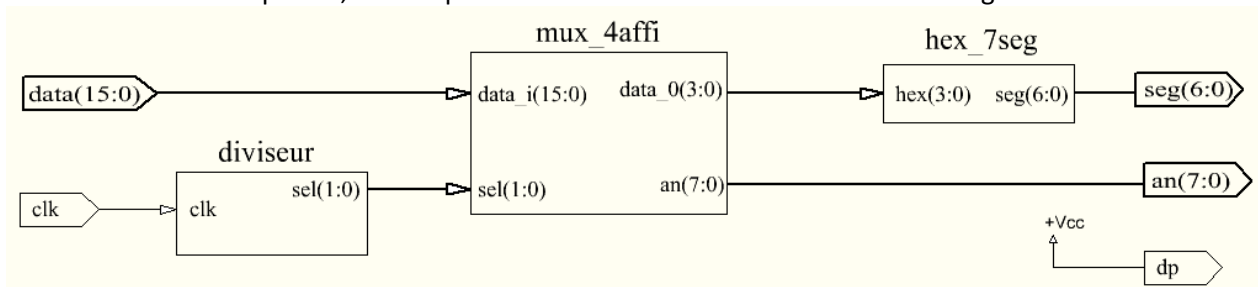 mux_4affi
hex_7seg
data(15:0)
data_i(15:0)
data_0(3:0)
hex(3:0)
seg(6:0)
seg(6:0)
diviseur
sel(1:0)
sel(1:0)
an(7:0)
an(7:0)
clk
clk
+Vcc
dp